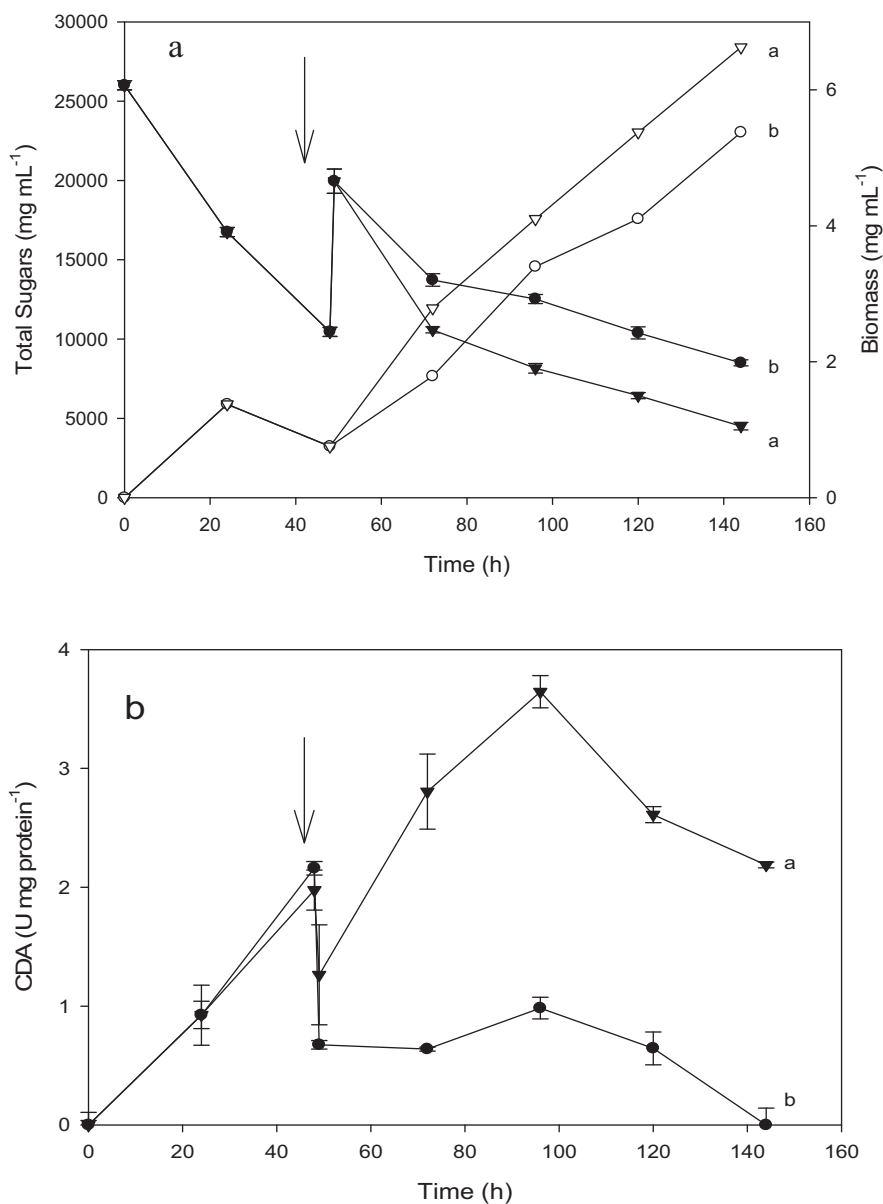 a
30000
25000
20000
15000
10000
5000
0
Total Sugars (mg mL⁻¹)
6
4
2
0
Biomass (mg mL⁻¹)
a
b
b
a
0 20 40 60 80 100 120 140 160
Time (h)
b
4
3
2
1
0
CDA (U mg protein⁻¹)
a
b
0 20 40 60 80 100 120 140 160
Time (h)